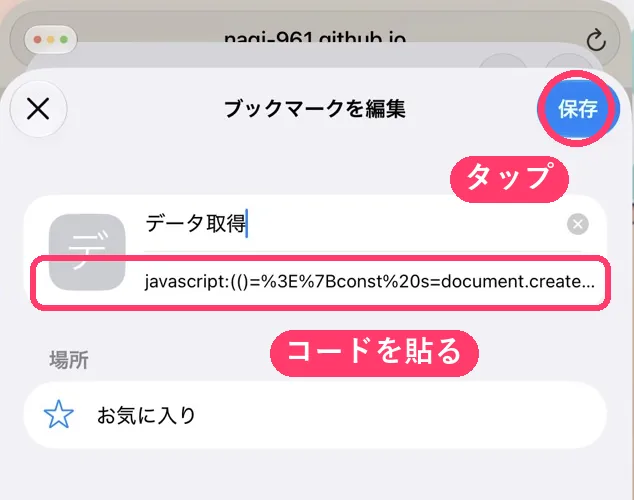 nagi-961.github.io
ブックマークを編集
保存
タップ
データ取得
デ
javascript:(()=%3E%7Bconst%20s=document.create...
コードを貼る
場所
お気に入り